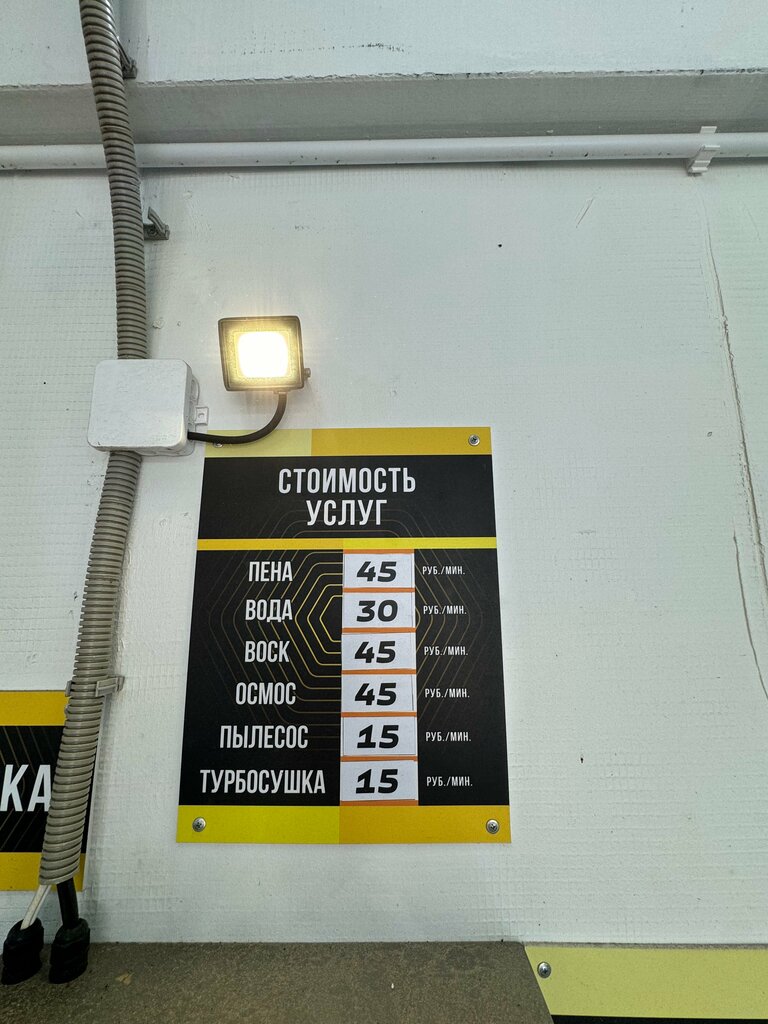 СТОИМОСТЬ
УСЛУГ
ПЕНА 45 РУБ./МИН.
ВОДА 30 РУБ./МИН.
ВОСК 45 РУБ./МИН.
ОСМОС 45 РУБ./МИН.
ПЫЛЕСОС 15 РУБ./МИН.
ТУРБОСУШКА 15 РУБ./МИН.
КА